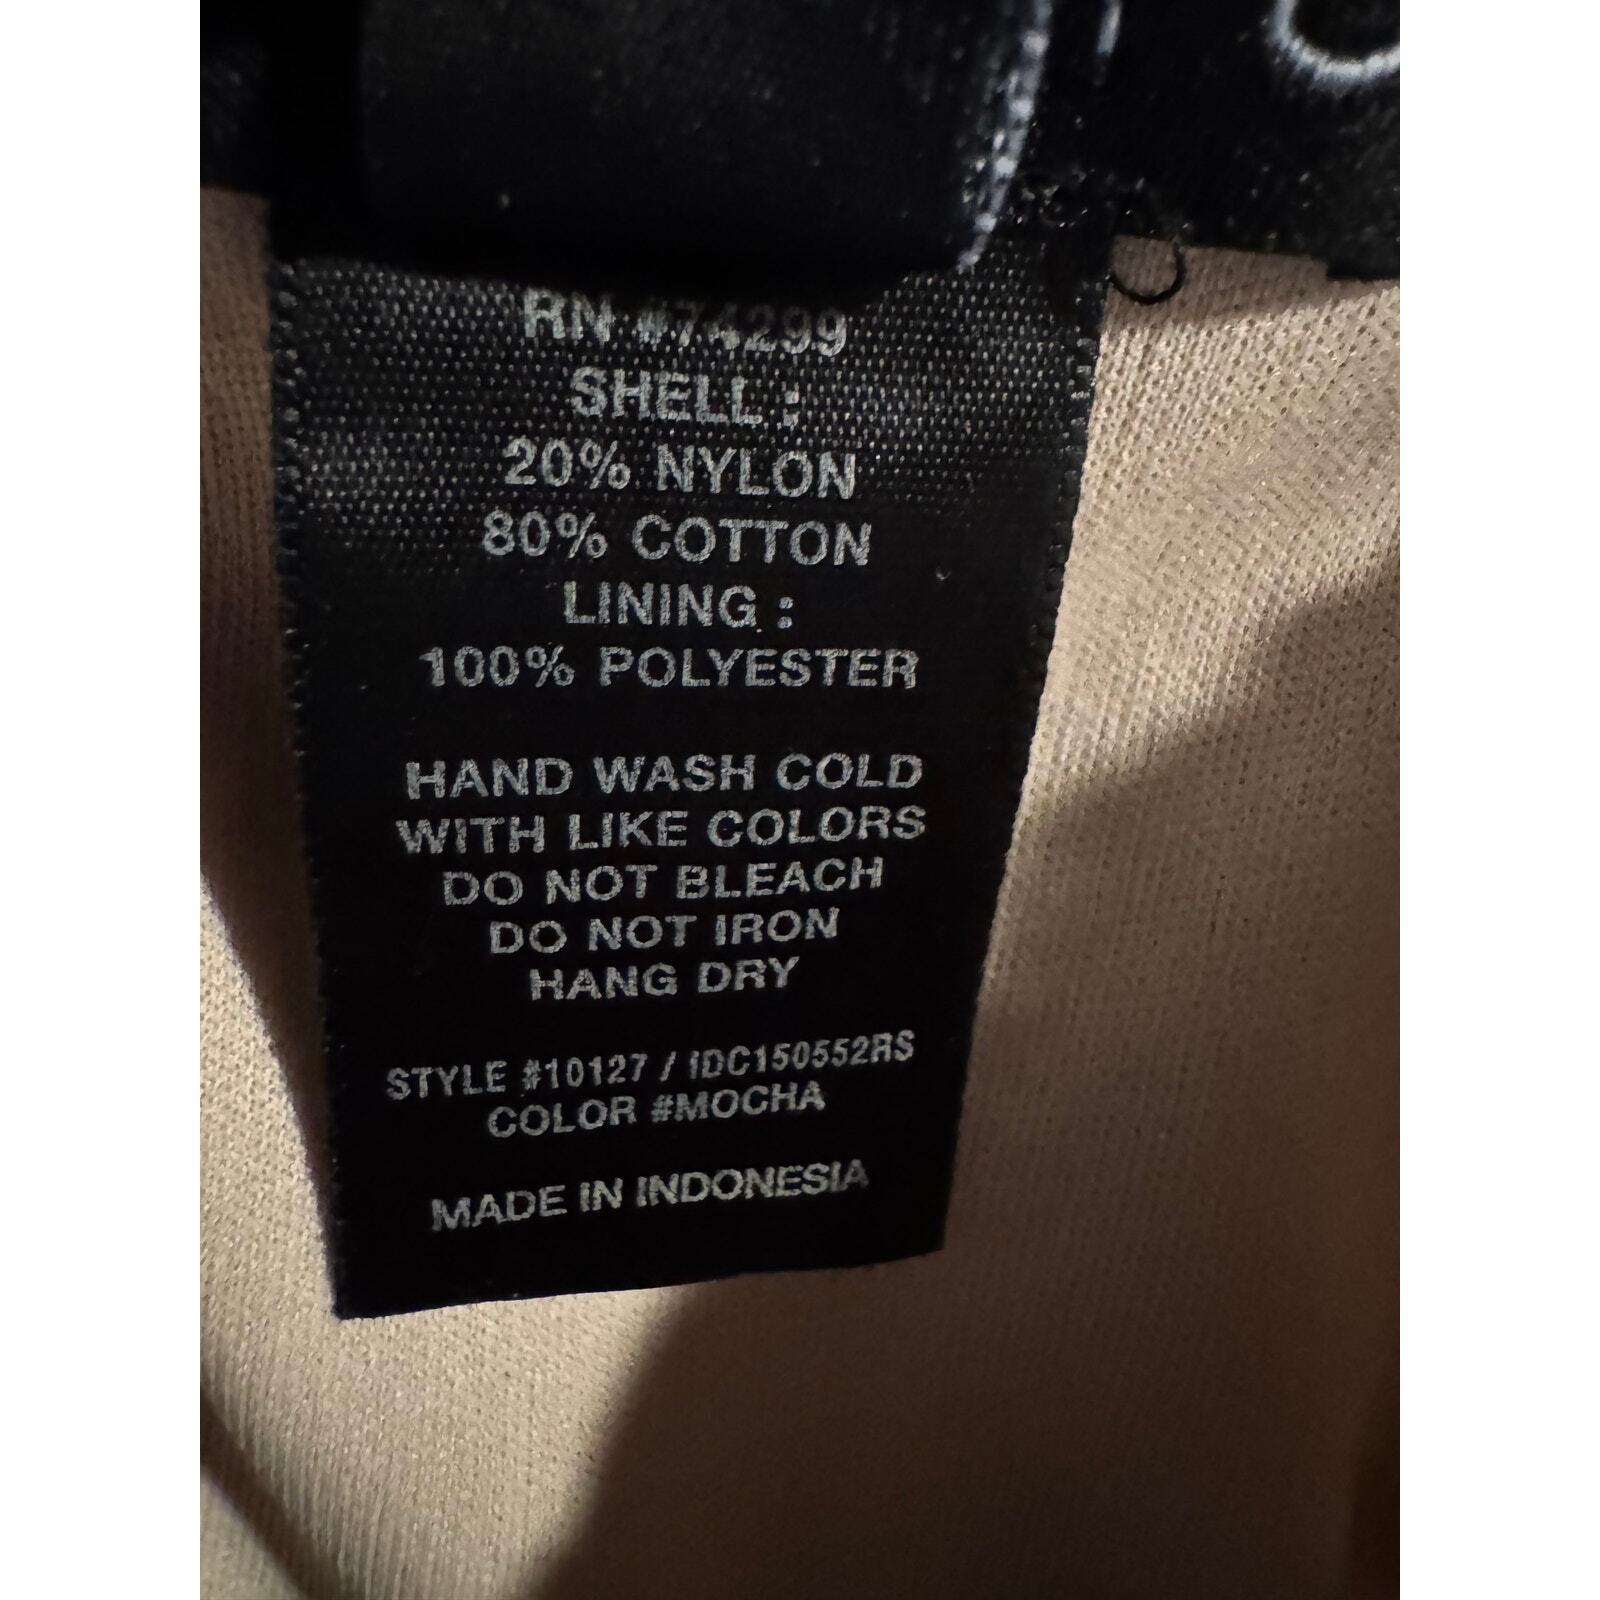 RN #74299
SHELL :
20% NYLON
80% COTTON
LINING :
100% POLYESTER
HAND WASH COLD
WITH LIKE COLORS
DO NOT BLEACH
DO NOT IRON
HANG DRY
STYLE #10127 / IDC150552RS
COLOR #MOCHA
MADE IN INDONESIA